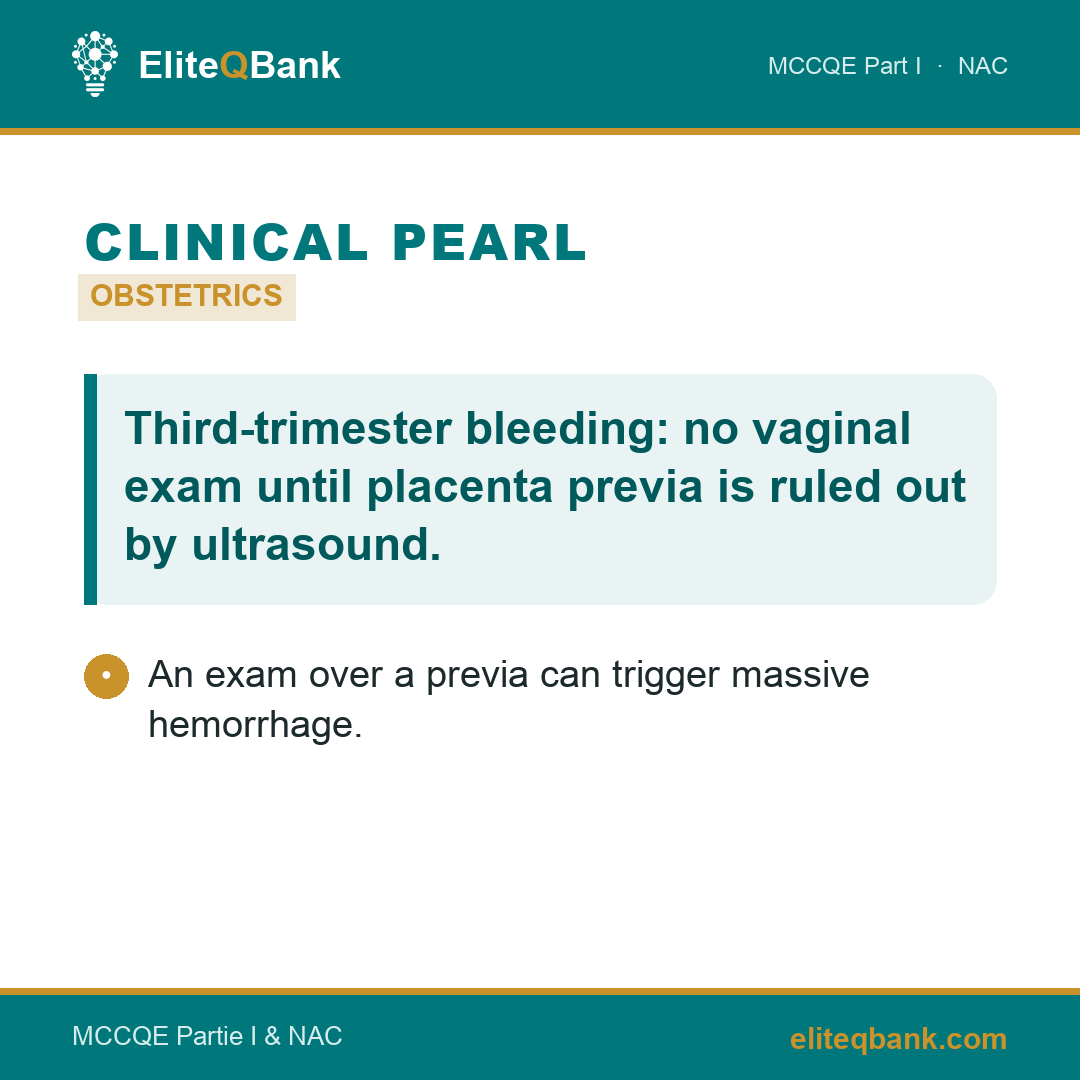 EliteQBank
MCCQE Part I · NAC
CLINICAL PEARL
OBSTETRICS
Third-trimester bleeding: no vaginal
exam until placenta previa is ruled out
by ultrasound.
An exam over a previa can trigger massive
hemorrhage.
MCCQE Partie I & NAC
eliteqbank.com